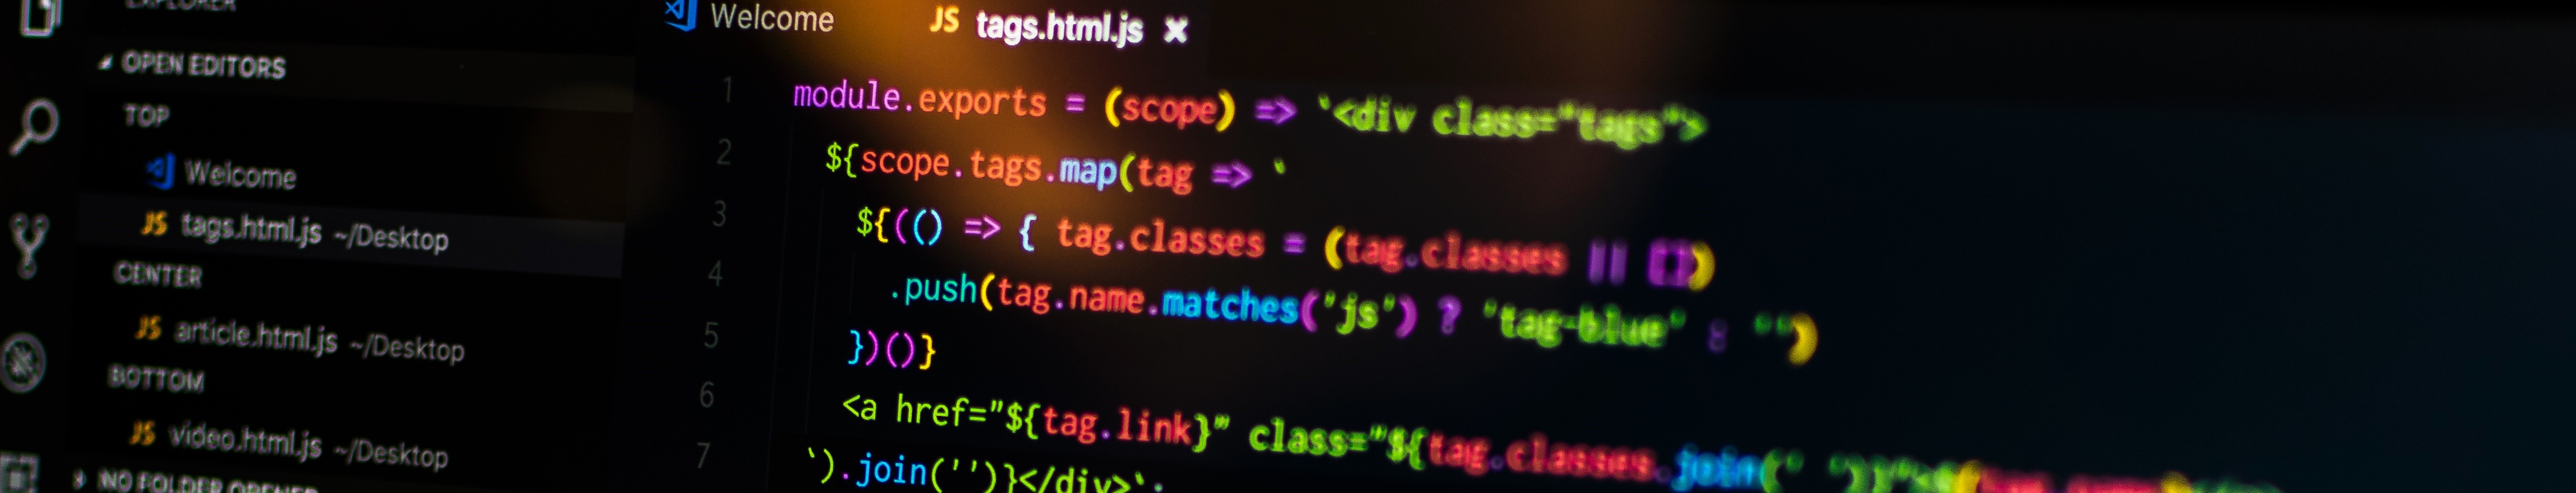 EXPLORER
OPEN EDITORS
TOP
Welcome
JS tags.html.js ~/Desktop
CENTER
JS article.html.js ~/Desktop
BOTTOM
JS video.html.js ~/Desktop
NO FOLDER OPENED
Welcome JS tags.html.js ×
1 module.exports = (scope) => `<div class="tags">
2 ${scope.tags.map(tag => `
3 ${(() => { tag.classes = (tag.classes || [])
4 .push(tag.name.matches('js') ? 'tag-blue' : '')
5 })()}
6 <a href="${tag.link}" class="${tag.classes.join(' ')}"
7 `).join('')}</div>`;